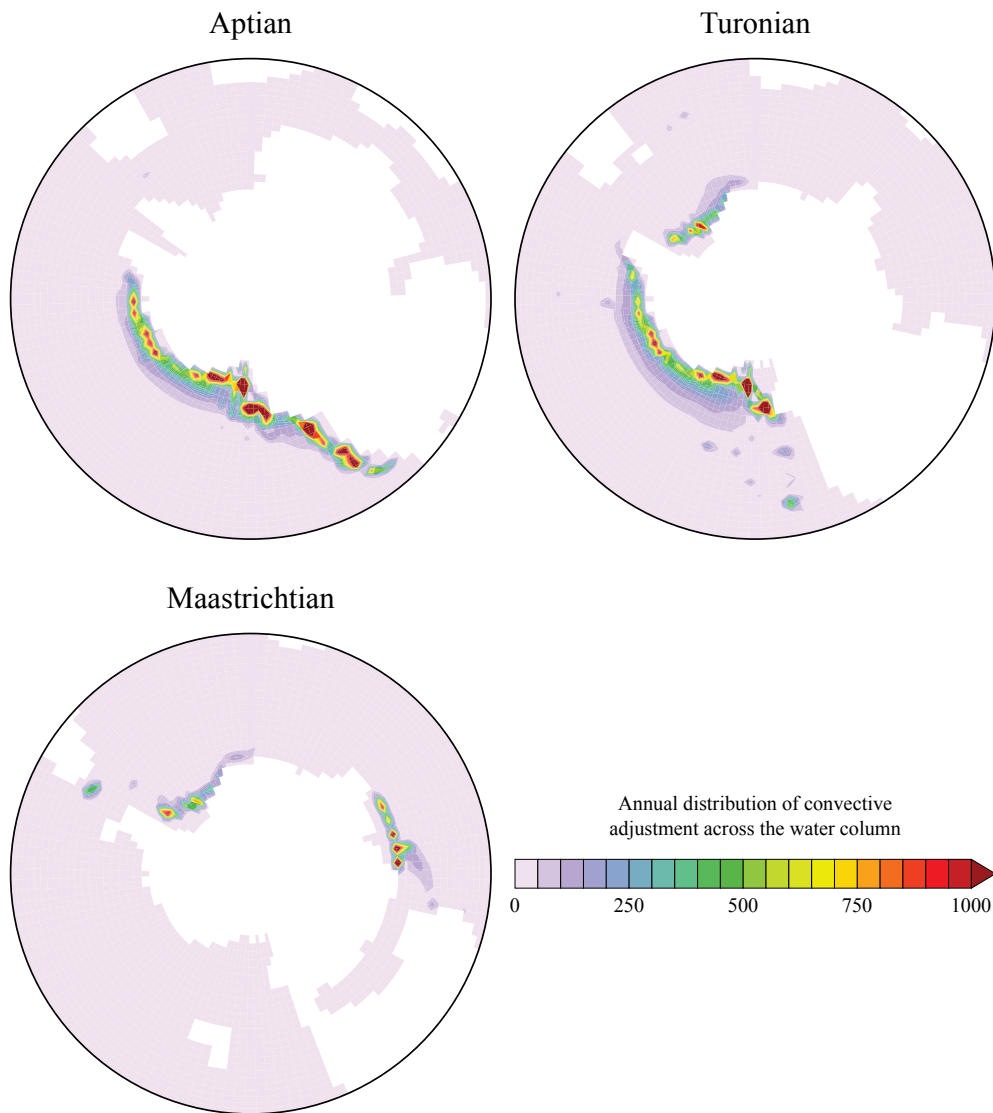 Aptian
Turonian
Maastrichtian
Annual distribution of convective
adjustment across the water column
0 250 500 750 1000